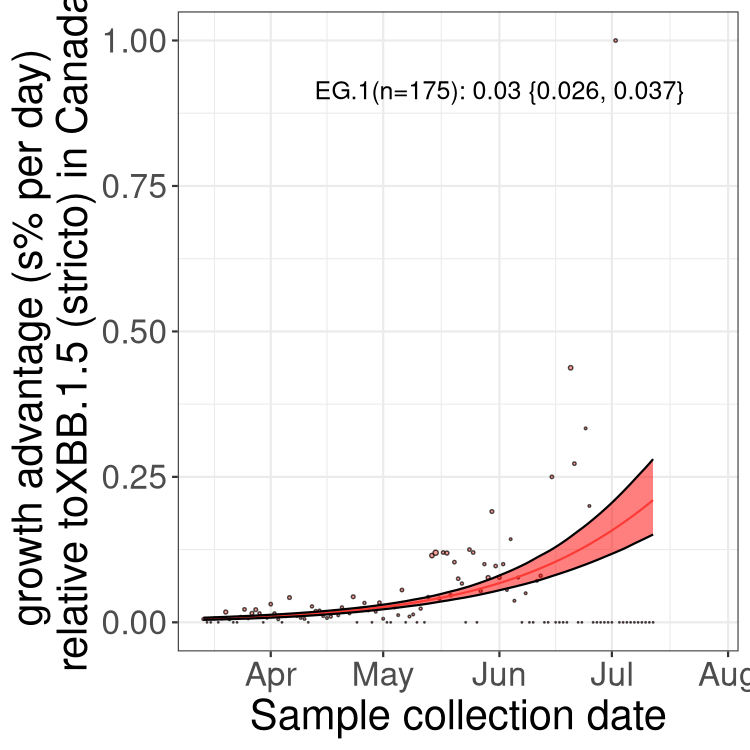 growth advantage (s% per day)
relative toXBB.1.5 (stricto) in Canada
1.00
0.75
0.50
0.25
0.00
EG.1(n=175): 0.03 {0.026, 0.037}
Apr May Jun Jul Aug
Sample collection date